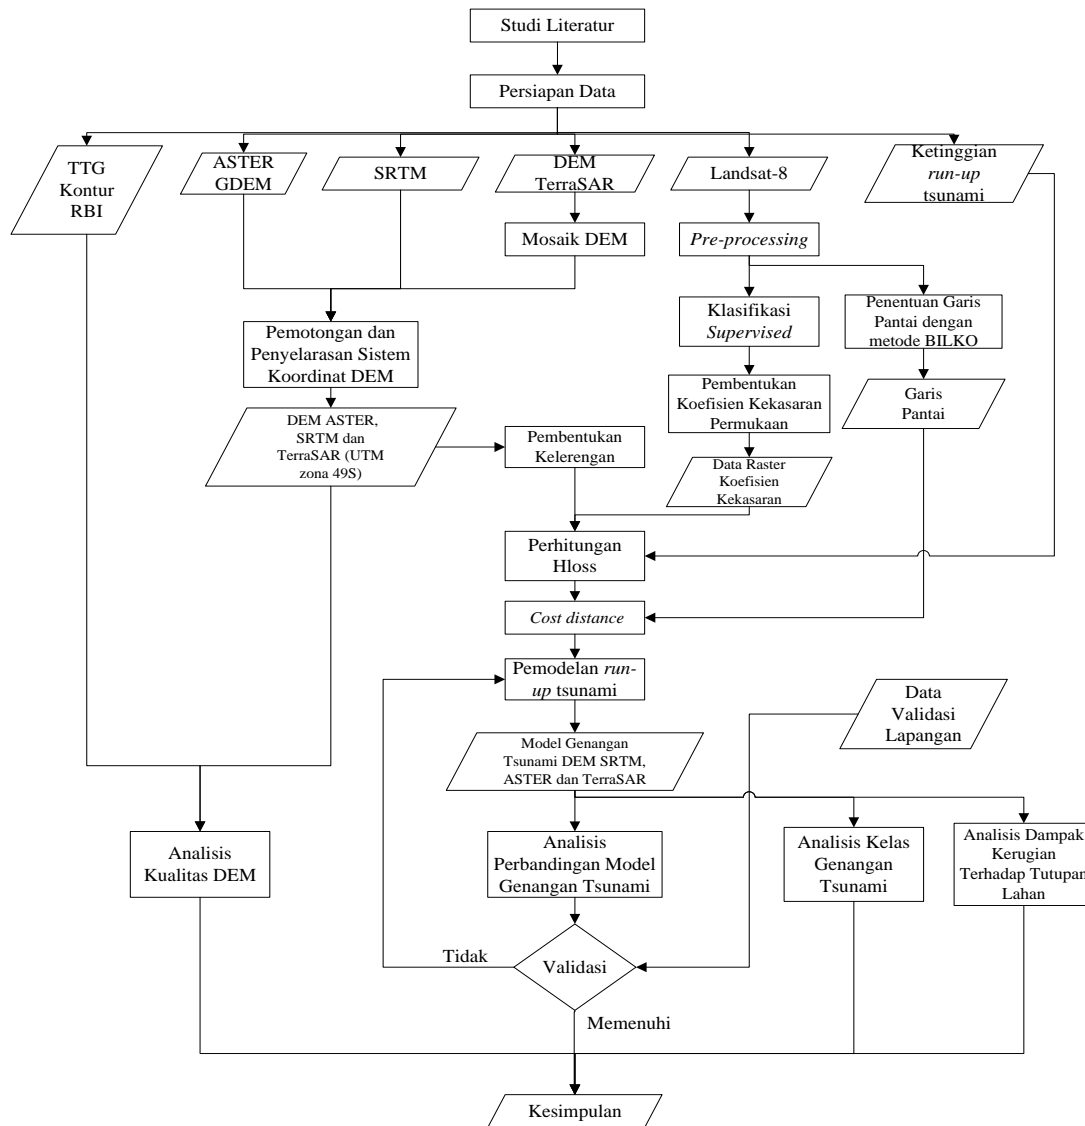 Studi Literatur
Persiapan Data
TTG
Kontur
RBI
ASTER
GDEM
SRTM
DEM
TerraSAR
Landsat-8
Ketinggian
run-up
tsunami
Mosaik DEM
Pre-processing
Pemotongan dan
Penyelarasan Sistem
Koordinat DEM
Klasifikasi
Supervised
Penentuan Garis
Pantai dengan
metode BILKO
Pembentukan
Koefisien Kekasaran
Permukaan
Garis
Pantai
DEM ASTER,
SRTM dan
TerraSAR (UTM
zona 49S)
Pembentukan
Kelerengan
Data Raster
Koefisien
Kekasaran
Perhitungan
Hloss
Cost distance
Pemodelan run-
up tsunami
Data
Validasi
Lapangan
Model Genangan
Tsunami DEM SRTM,
ASTER dan TerraSAR
Analisis
Kualitas DEM
Analisis
Perbandingan Model
Genangan Tsunami
Analisis Kelas
Genangan
Tsunami
Analisis Dampak
Kerugian
Terhadap Tutupan
Lahan
Tidak
Validasi
Memenuhi
Kesimpulan